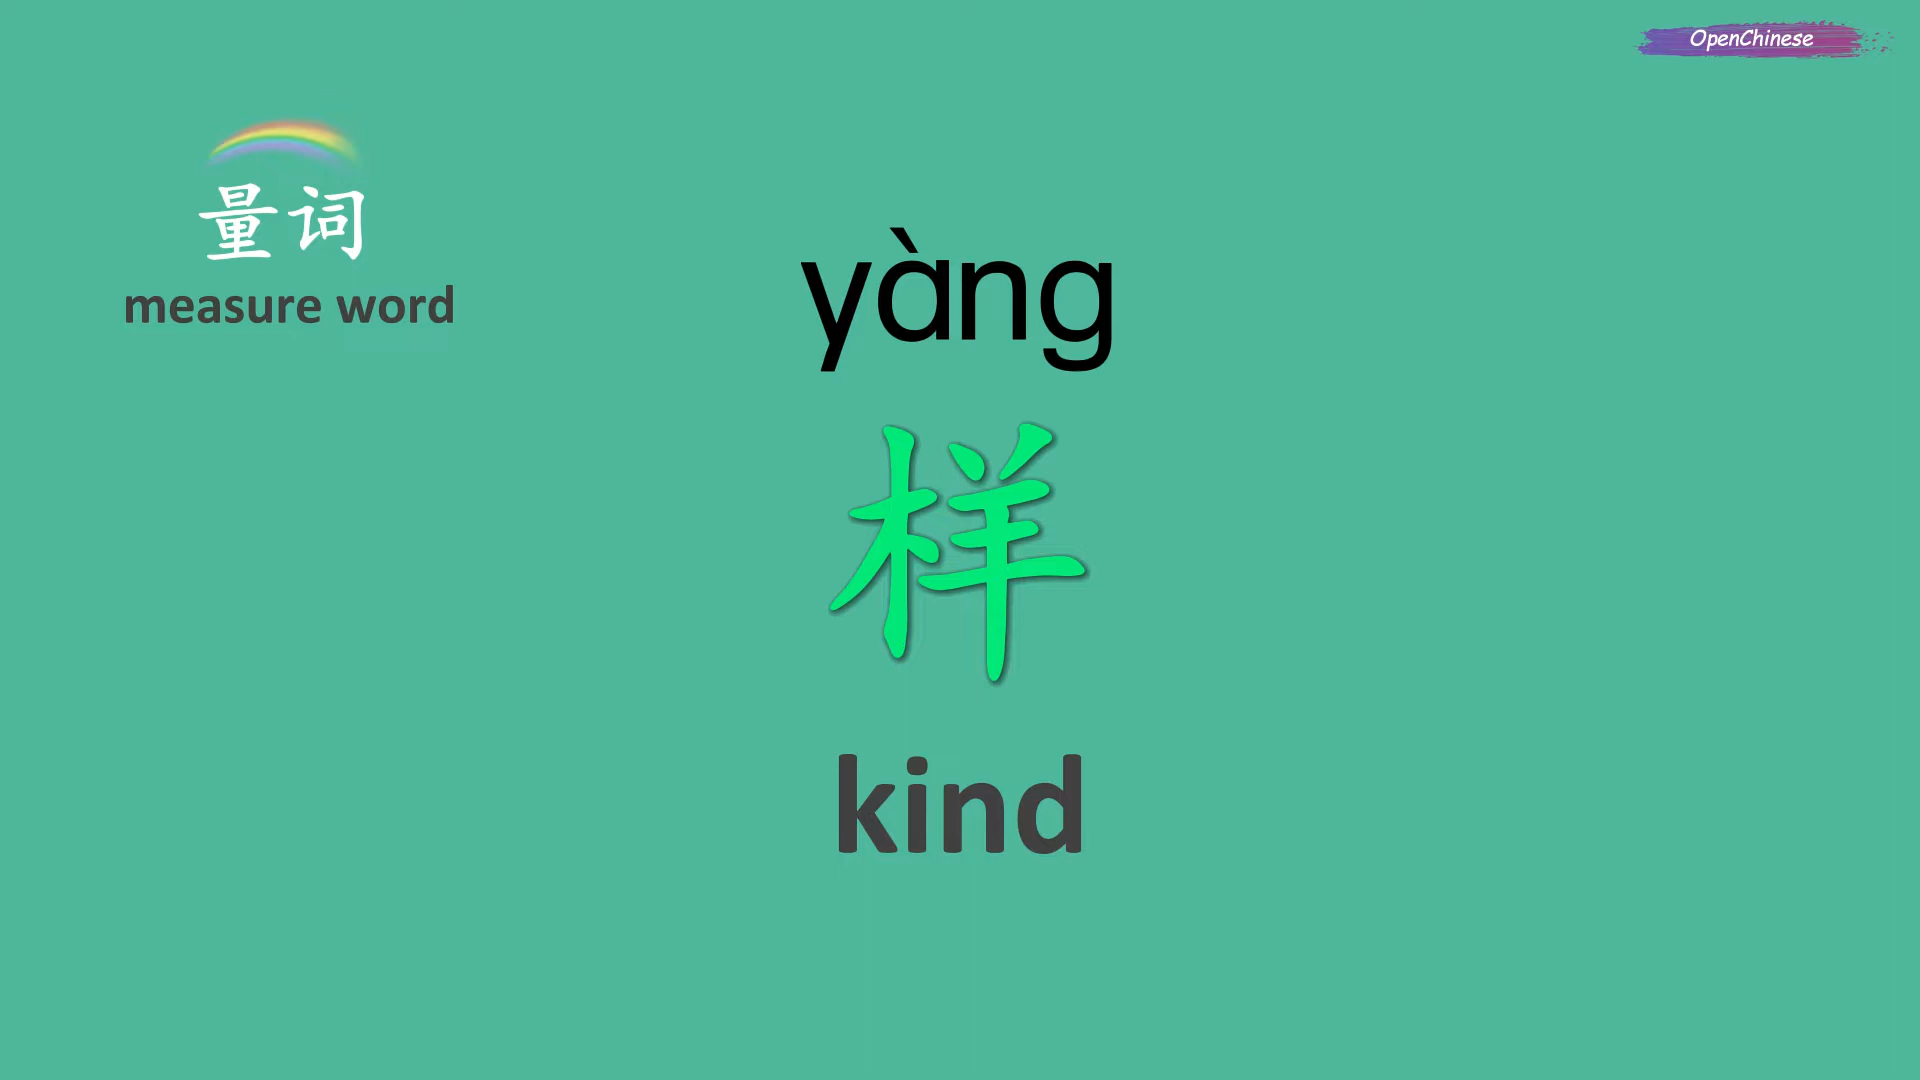 OpenChinese
量词
measure word
yàng
样
kind